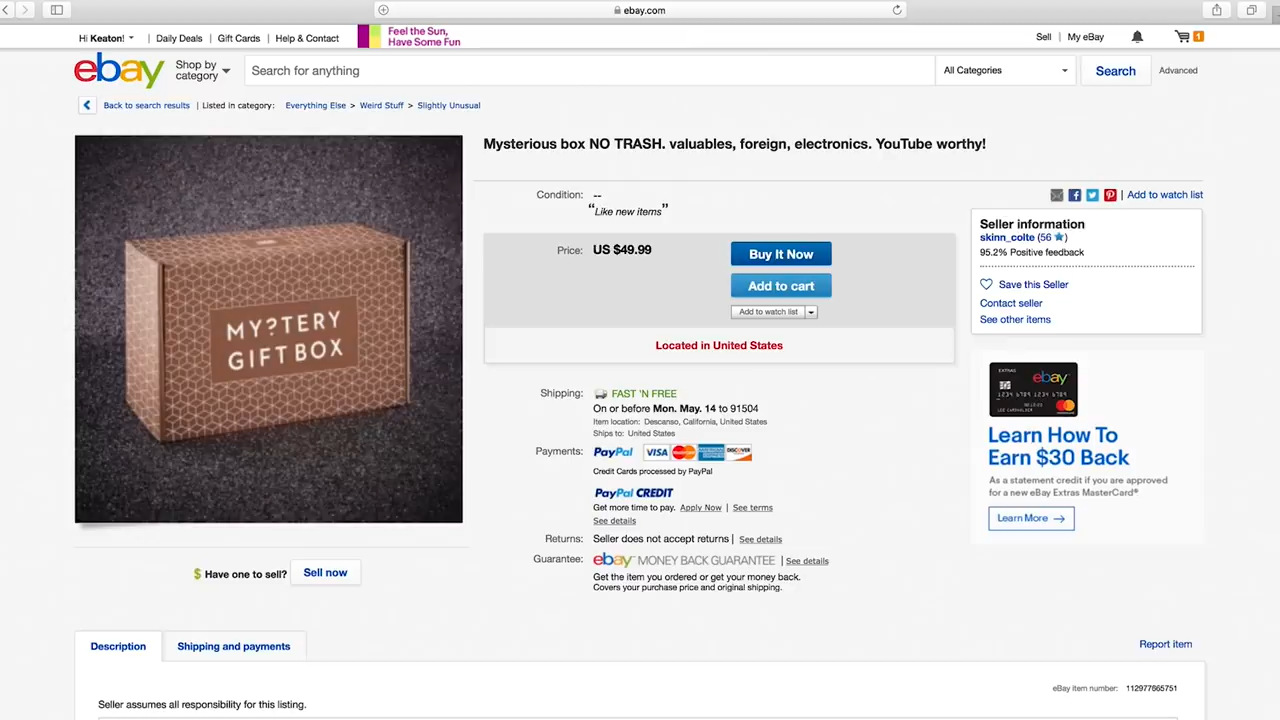 ebay.com
Hi Keaton!
Daily Deals
Gift Cards
Help & Contact
Feel the Sun,
Have Some Fun
Sell
My eBay
1
ebay
Shop by
category
Search for anything
All Categories
Search
Advanced
Back to search results | Listed in category: Everything Else > Weird Stuff > Slightly Unusual
MY?TERY
GIFT BOX
Mysterious box NO TRASH. valuables, foreign, electronics. YouTube worthy!
Condition: --
“Like new items”
Price: US $49.99
Buy It Now
Add to cart
Add to watch list
Located in United States
Shipping: FAST 'N FREE
On or before Mon. May. 14 to 91504
Item location: Descanso, California, United States
Ships to: United States
Payments: PayPal VISA MasterCard DISCOVER
Credit Cards processed by PayPal
PayPal CREDIT
Get more time to pay. Apply Now | See terms
See details
Returns: Seller does not accept returns | See details
Guarantee: ebay MONEY BACK GUARANTEE | See details
Get the item you ordered or get your money back.
Covers your purchase price and original shipping.
| Add to watch list
Seller information
skinn_colte (56 )
95.2% Positive feedback
Save this Seller
Contact seller
See other items
EXTRAS
ebay
Learn How To
Earn $30 Back
As a statement credit if you are approved
for a new eBay Extras MasterCard®
Learn More
$ Have one to sell?
Sell now
Description
Shipping and payments
Report item
eBay item number: 112977665751
Seller assumes all responsibility for this listing.